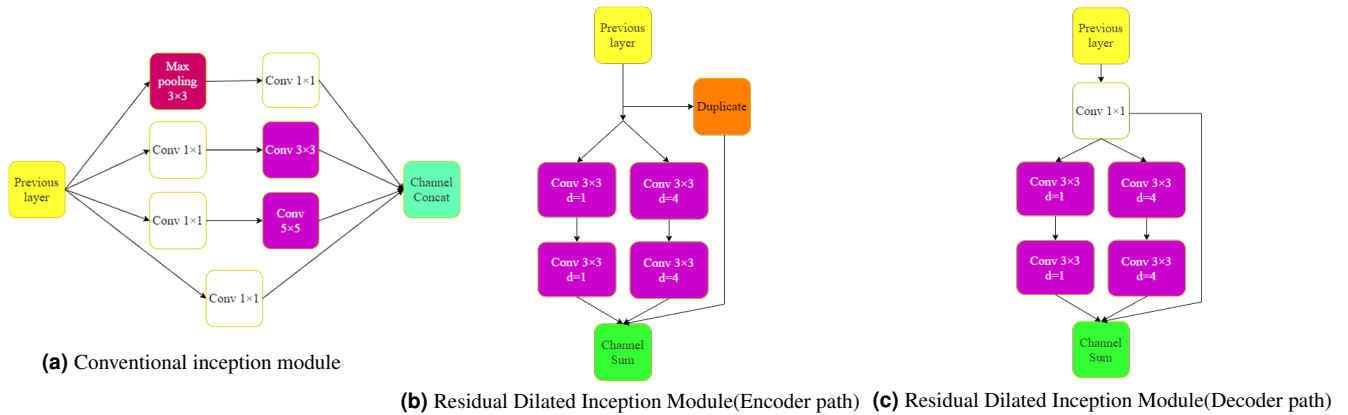 Previous
layer
Max
pooling
3×3
Conv 1×1
Conv 1×1
Conv 3×3
Conv 1×1
Conv
5×5
Conv 1×1
Channel
Concat
(a) Conventional inception module
Previous
layer
Duplicate
Conv 3×3
d=1
Conv 3×3
d=4
Conv 3×3
d=1
Conv 3×3
d=4
Channel
Sum
(b) Residual Dilated Inception Module(Encoder path)
Previous
layer
Conv 1×1
Conv 3×3
d=1
Conv 3×3
d=4
Conv 3×3
d=1
Conv 3×3
d=4
Channel
Sum
(c) Residual Dilated Inception Module(Decoder path)